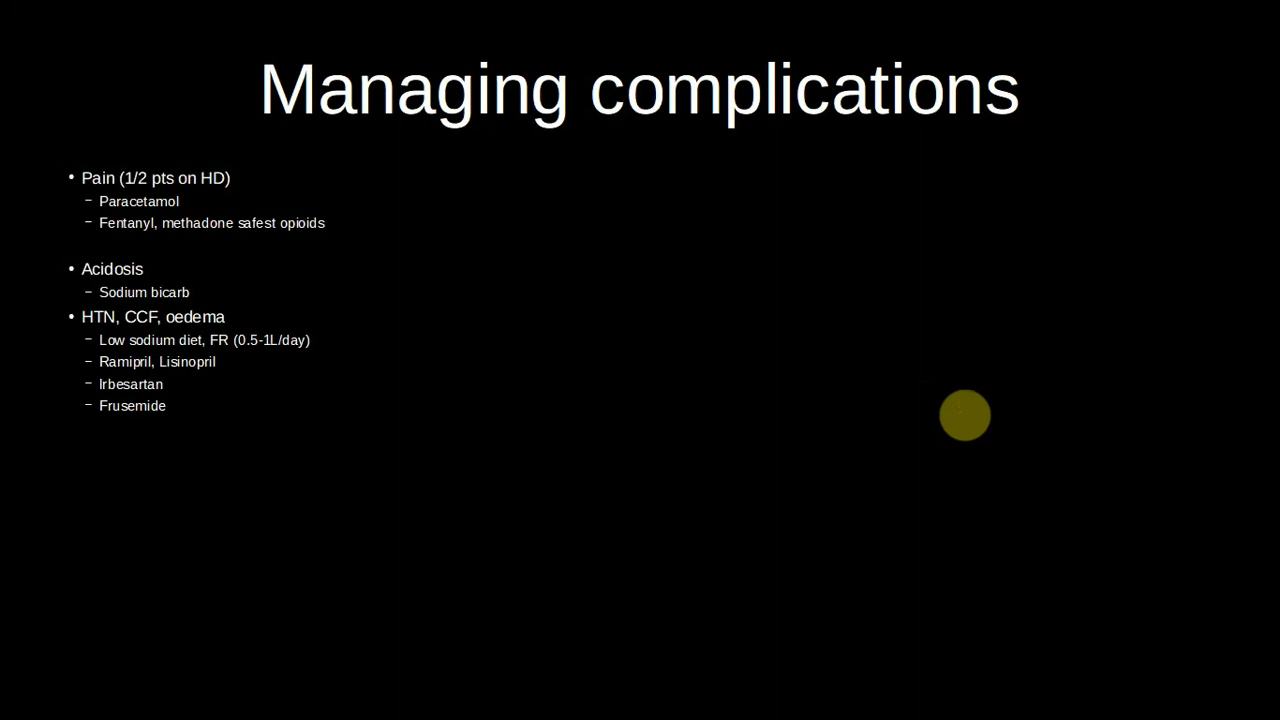 Managing complications
• Pain (1/2 pts on HD)
– Paracetamol
– Fentanyl, methadone safest opioids
• Acidosis
– Sodium bicarb
• HTN, CCF, oedema
– Low sodium diet, FR (0.5-1L/day)
– Ramipril, Lisinopril
– Irbesartan
– Frusemide